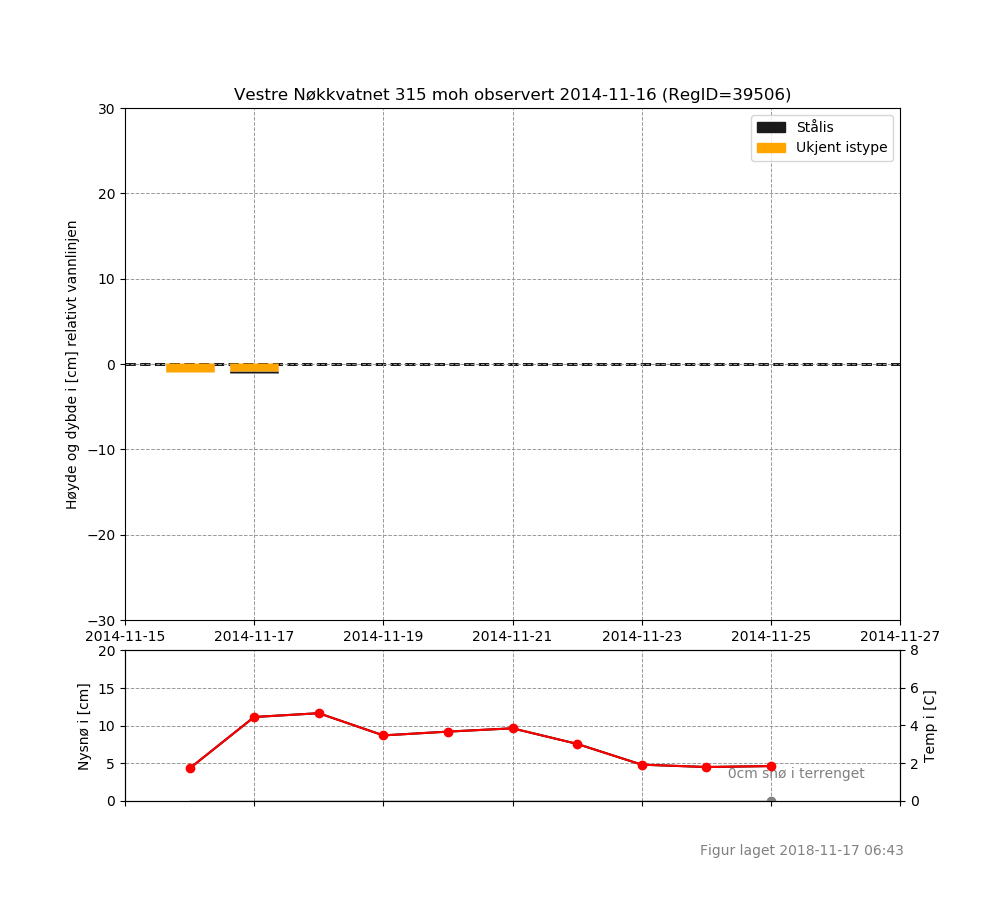 Vestre Nøkkvatnet 315 moh observert 2014-11-16 (RegID=39506)
Stålis
Ukjent istype
Høyde og dybde i [cm] relativt vannlinjen
30
20
10
0
−10
−20
−30
2014-11-15 2014-11-17 2014-11-19 2014-11-21 2014-11-23 2014-11-25 2014-11-27
Nysnø i [cm]
20
15
10
5
0
8
6
4
2
0
Temp i [C]
0cm snø i terrenget
Figur laget 2018-11-17 06:43